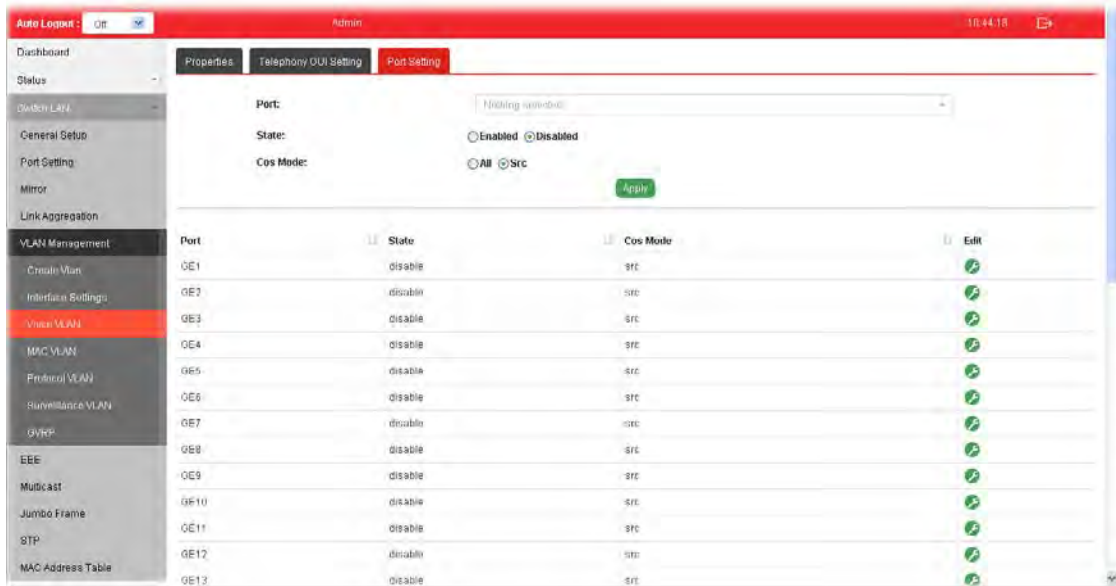 Auto Logout : Off Admin 18:44:18
Dashboard
Status
Switch LAN
General Setup
Port Setting
Mirror
Link Aggregation
VLAN Management
Create Vlan
Interface Settings
Voice VLAN
MAC VLAN
Protocol VLAN
Surveillance VLAN
GVRP
EEE
Multicast
Jumbo Frame
STP
MAC Address Table
Properties Telephony OUI Setting Port Setting
Port: Nothing selected
State: Enabled Disabled
Cos Mode: All Src
Apply
Port State Cos Mode Edit
GE1 disable src
GE2 disable src
GE3 disable src
GE4 disable src
GE5 disable src
GE6 disable src
GE7 disable src
GE8 disable src
GE9 disable src
GE10 disable src
GE11 disable src
GE12 disable src
GE13 disable src